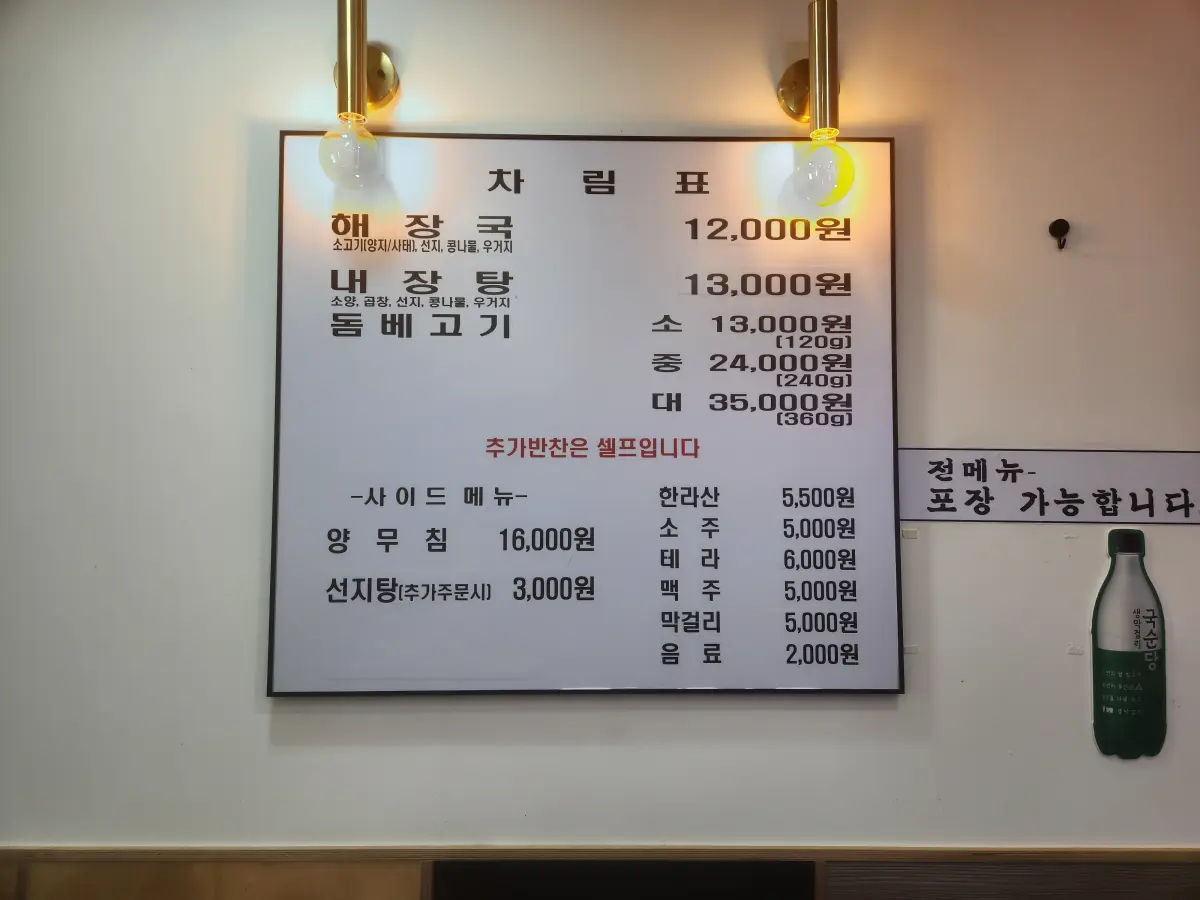 차 림 표
해 장 국 12,000원
소고기(양지/사태), 선지, 콩나물, 우거지
내 장 탕 13,000원
소양, 곱창, 선지, 콩나물, 우거지
돔 베 고 기 소 13,000원
(120g)
중 24,000원
(240g)
대 35,000원
(360g)
추가반찬은 셀프입니다
-사 이 드 메 뉴-
양 무 침 16,000원
선지탕(추가주문시) 3,000원
한라산 5,500원
소 주 5,000원
테 라 6,000원
맥 주 5,000원
막걸리 5,000원
음 료 2,000원
전메뉴-
포장 가능합니다
국순당
생막걸리